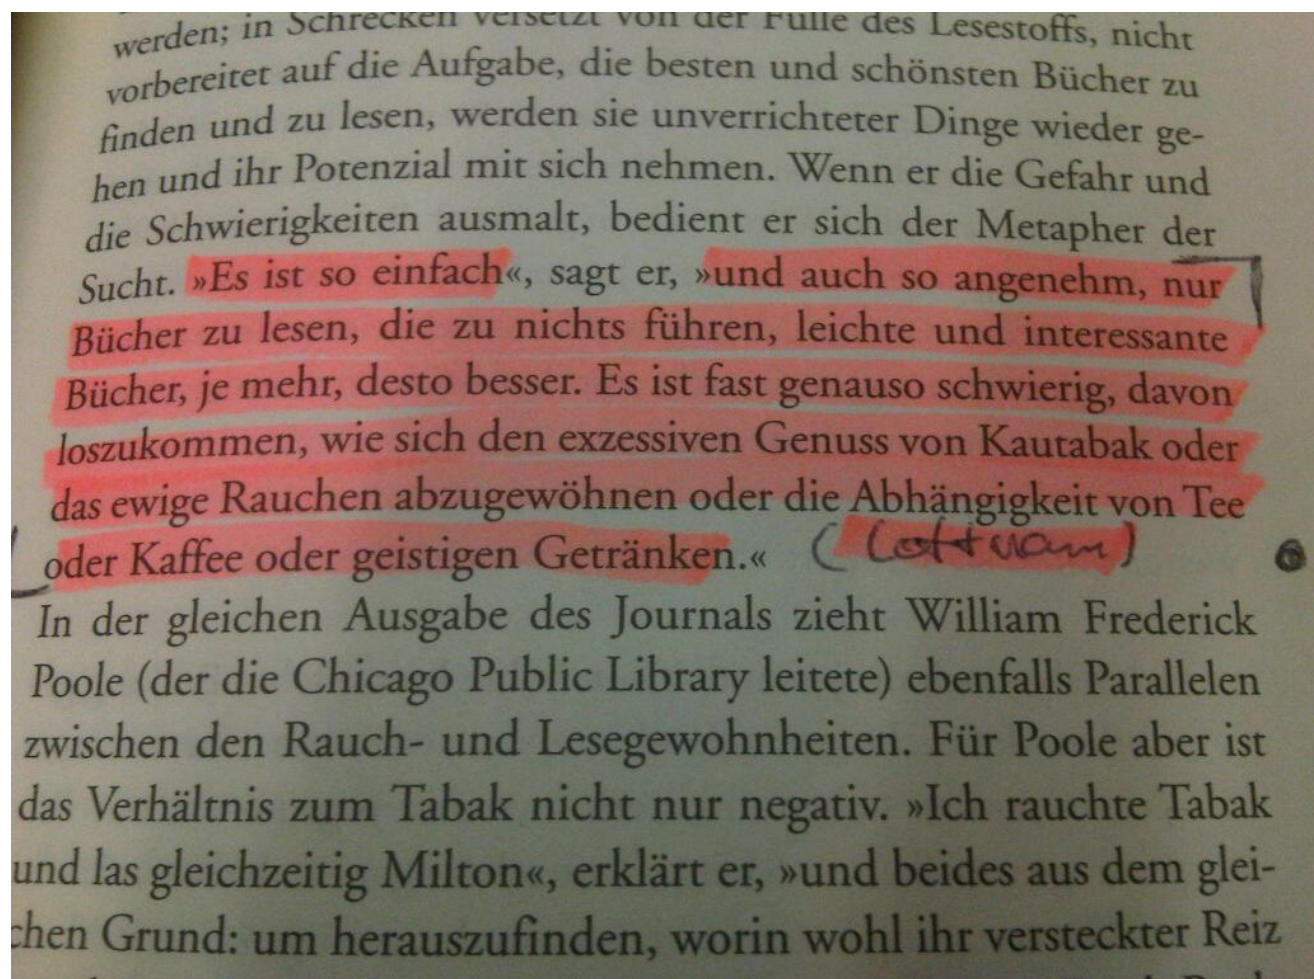 werden; in Schrecken versetzt von der Fülle des Lesestoffs, nicht
vorbereitet auf die Aufgabe, die besten und schönsten Bücher zu
finden und zu lesen, werden sie unverrichteter Dinge wieder ge-
hen und ihr Potenzial mit sich nehmen. Wenn er die Gefahr und
die Schwierigkeiten ausmalt, bedient er sich der Metapher der
Sucht. »Es ist so einfach«, sagt er, »und auch so angenehm, nur
Bücher zu lesen, die zu nichts führen, leichte und interessante
Bücher, je mehr, desto besser. Es ist fast genauso schwierig, davon
loszukommen, wie sich den exzessiven Genuss von Kautabak oder
das ewige Rauchen abzugewöhnen oder die Abhängigkeit von Tee
oder Kaffee oder geistigen Getränken.«
In der gleichen Ausgabe des Journals zieht William Frederick
Poole (der die Chicago Public Library leitete) ebenfalls Parallelen
zwischen den Rauch- und Lesegewohnheiten. Für Poole aber ist
das Verhältnis zum Tabak nicht nur negativ. »Ich rauchte Tabak
und las gleichzeitig Milton«, erklärt er, »und beides aus dem glei-
chen Grund: um herauszufinden, worin wohl ihr versteckter Reiz